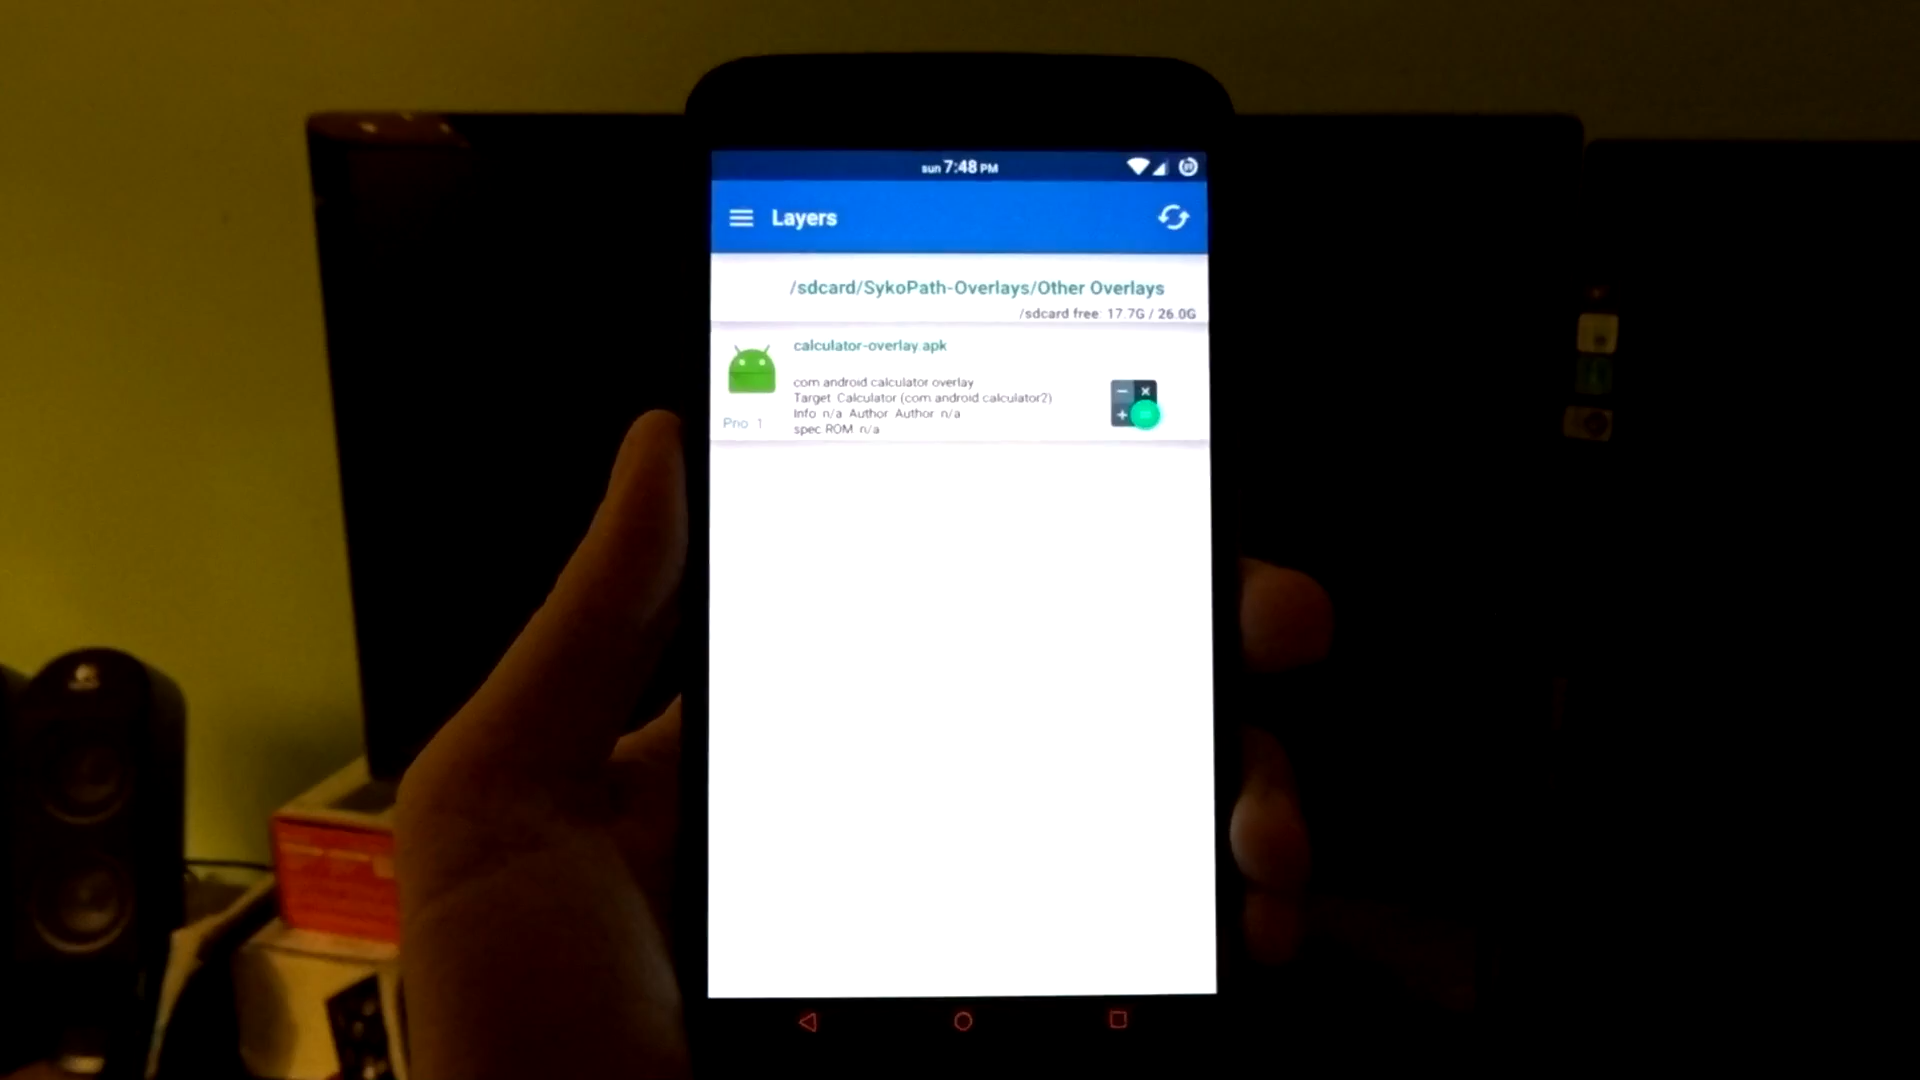 sun 7:48 PM
Layers
/sdcard/SykoPath-Overlays/Other Overlays
/sdcard free: 17.7G / 26.0G
calculator-overlay.apk
com android calculator overlay
Target Calculator (com android calculator2)
Info n/a Author Author n/a
Prio 1
spec ROM n/a